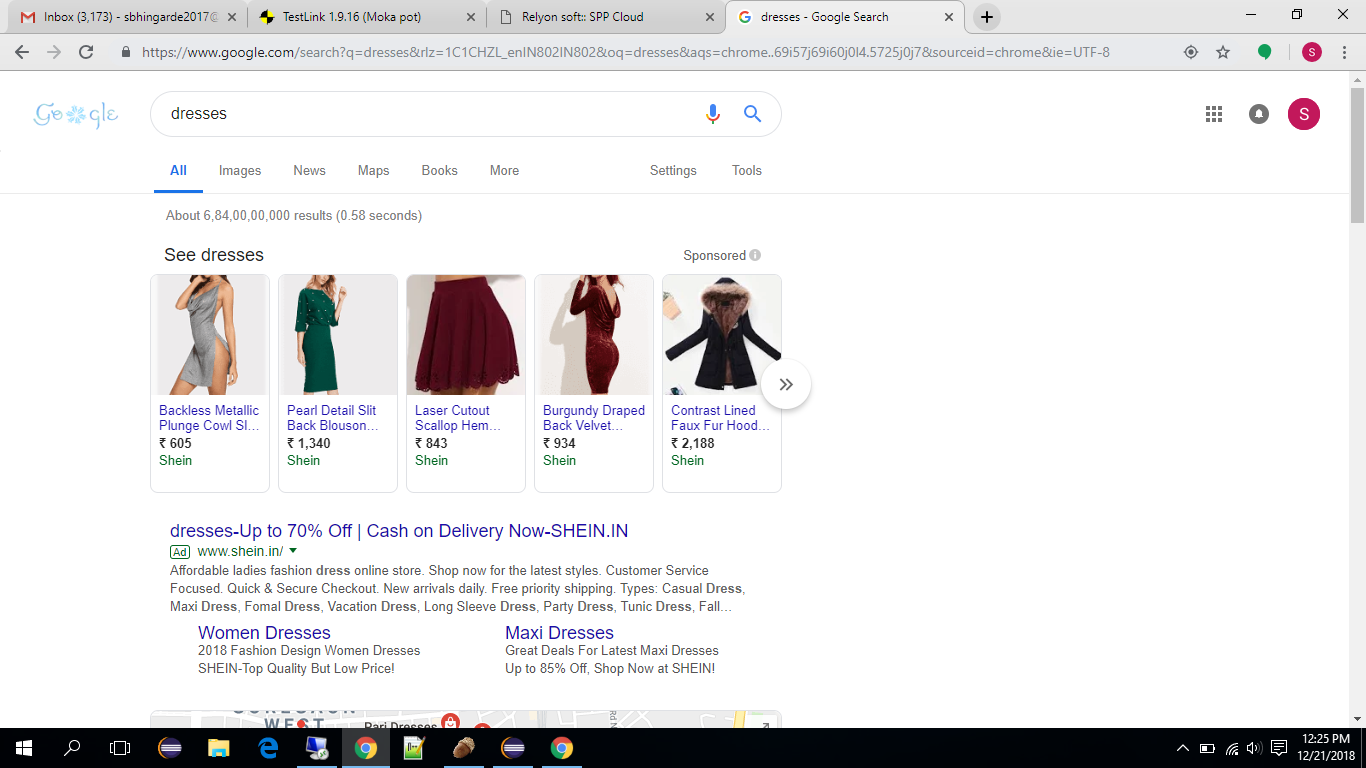 Inbox (3,173) - sbhingarde2017@
TestLink 1.9.16 (Moka pot)
Relyon soft:: SPP Cloud
dresses - Google Search
https://www.google.com/search?q=dresses&rlz=1C1CHZL_enIN802IN802&oq=dresses&aqs=chrome..69i57j69i60j0l4.5725j0j7&sourceid=chrome&ie=UTF-8
S
Google
dresses
S
All Images News Maps Books More Settings Tools
About 6,84,00,00,000 results (0.58 seconds)
See dresses
Sponsored
Backless Metallic
Plunge Cowl Sl...
₹ 605
Shein
Pearl Detail Slit
Back Blouson...
₹ 1,340
Shein
Laser Cutout
Scallop Hem...
₹ 843
Shein
Burgundy Draped
Back Velvet...
₹ 934
Shein
Contrast Lined
Faux Fur Hood...
₹ 2,188
Shein
dresses-Up to 70% Off | Cash on Delivery Now-SHEIN.IN
Ad www.shein.in/
Affordable ladies fashion dress online store. Shop now for the latest styles. Customer Service
Focused. Quick & Secure Checkout. New arrivals daily. Free priority shipping. Types: Casual Dress,
Maxi Dress, Fomal Dress, Vacation Dress, Long Sleeve Dress, Party Dress, Tunic Dress, Fall...
Women Dresses
2018 Fashion Design Women Dresses
SHEIN-Top Quality But Low Price!
Maxi Dresses
Great Deals For Latest Maxi Dresses
Up to 85% Off, Shop Now at SHEIN!
WEST
Pari Dresses
12:25 PM
12/21/2018